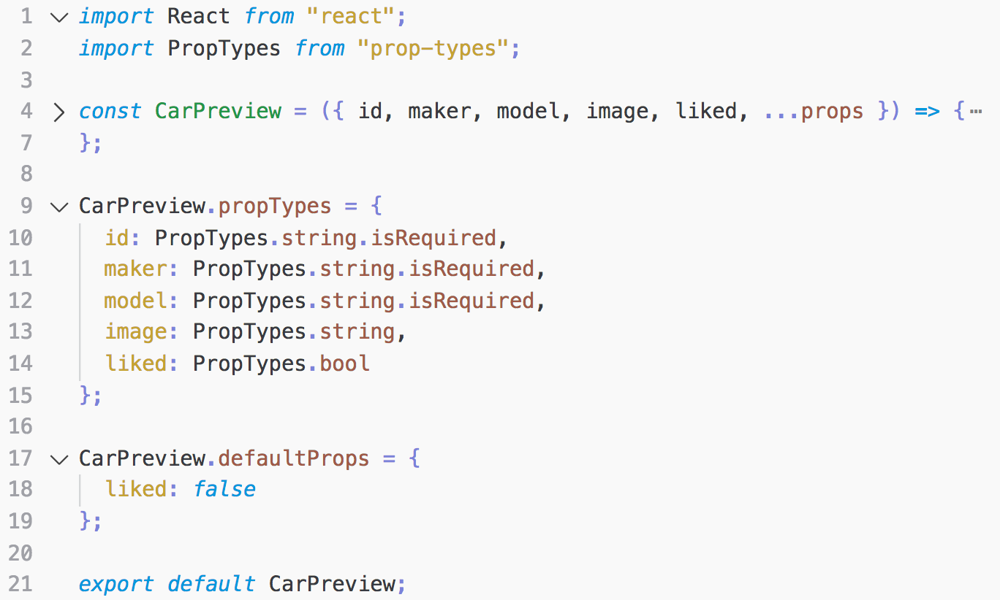 1 import React from "react";
2 import PropTypes from "prop-types";
3
4 const CarPreview = ({ id, maker, model, image, liked, ...props }) => {…
7 };
8
9 CarPreview.propTypes = {
10 id: PropTypes.string.isRequired,
11 maker: PropTypes.string.isRequired,
12 model: PropTypes.string.isRequired,
13 image: PropTypes.string,
14 liked: PropTypes.bool
15 };
16
17 CarPreview.defaultProps = {
18 liked: false
19 };
20
21 export default CarPreview;